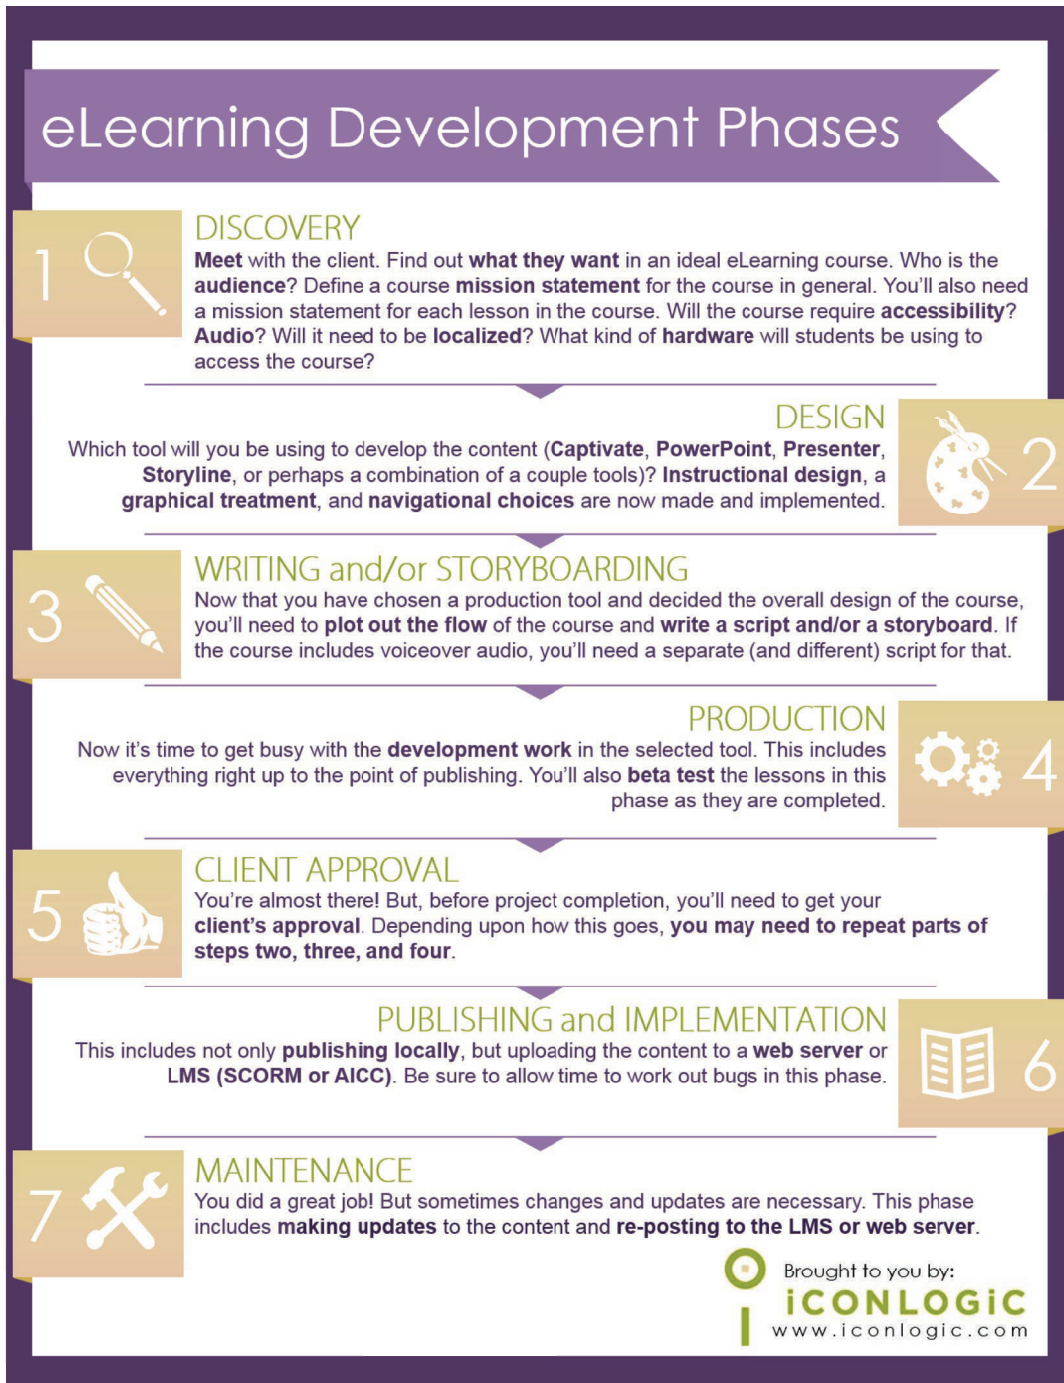 eLearning Development Phases
1
DISCOVERY
Meet with the client. Find out what they want in an ideal eLearning course. Who is the
audience? Define a course mission statement for the course in general. You'll also need
a mission statement for each lesson in the course. Will the course require accessibility?
Audio? Will it need to be localized? What kind of hardware will students be using to
access the course?
DESIGN
2
Which tool will you be using to develop the content (Captivate, PowerPoint, Presenter,
Storyline, or perhaps a combination of a couple tools)? Instructional design, a
graphical treatment, and navigational choices are now made and implemented.
3
WRITING and/or STORYBOARDING
Now that you have chosen a production tool and decided the overall design of the course,
you'll need to plot out the flow of the course and write a script and/or a storyboard. If
the course includes voiceover audio, you'll need a separate (and different) script for that.
PRODUCTION
4
Now it's time to get busy with the development work in the selected tool. This includes
everything right up to the point of publishing. You'll also beta test the lessons in this
phase as they are completed.
5
CLIENT APPROVAL
You're almost there! But, before project completion, you'll need to get your
client's approval. Depending upon how this goes, you may need to repeat parts of
steps two, three, and four.
PUBLISHING and IMPLEMENTATION
6
This includes not only publishing locally, but uploading the content to a web server or
LMS (SCORM or AICC). Be sure to allow time to work out bugs in this phase.
7
MAINTENANCE
You did a great job! But sometimes changes and updates are necessary. This phase
includes making updates to the content and re-posting to the LMS or web server.
Brought to you by:
iCONLOGiC
www.iconlogic.com